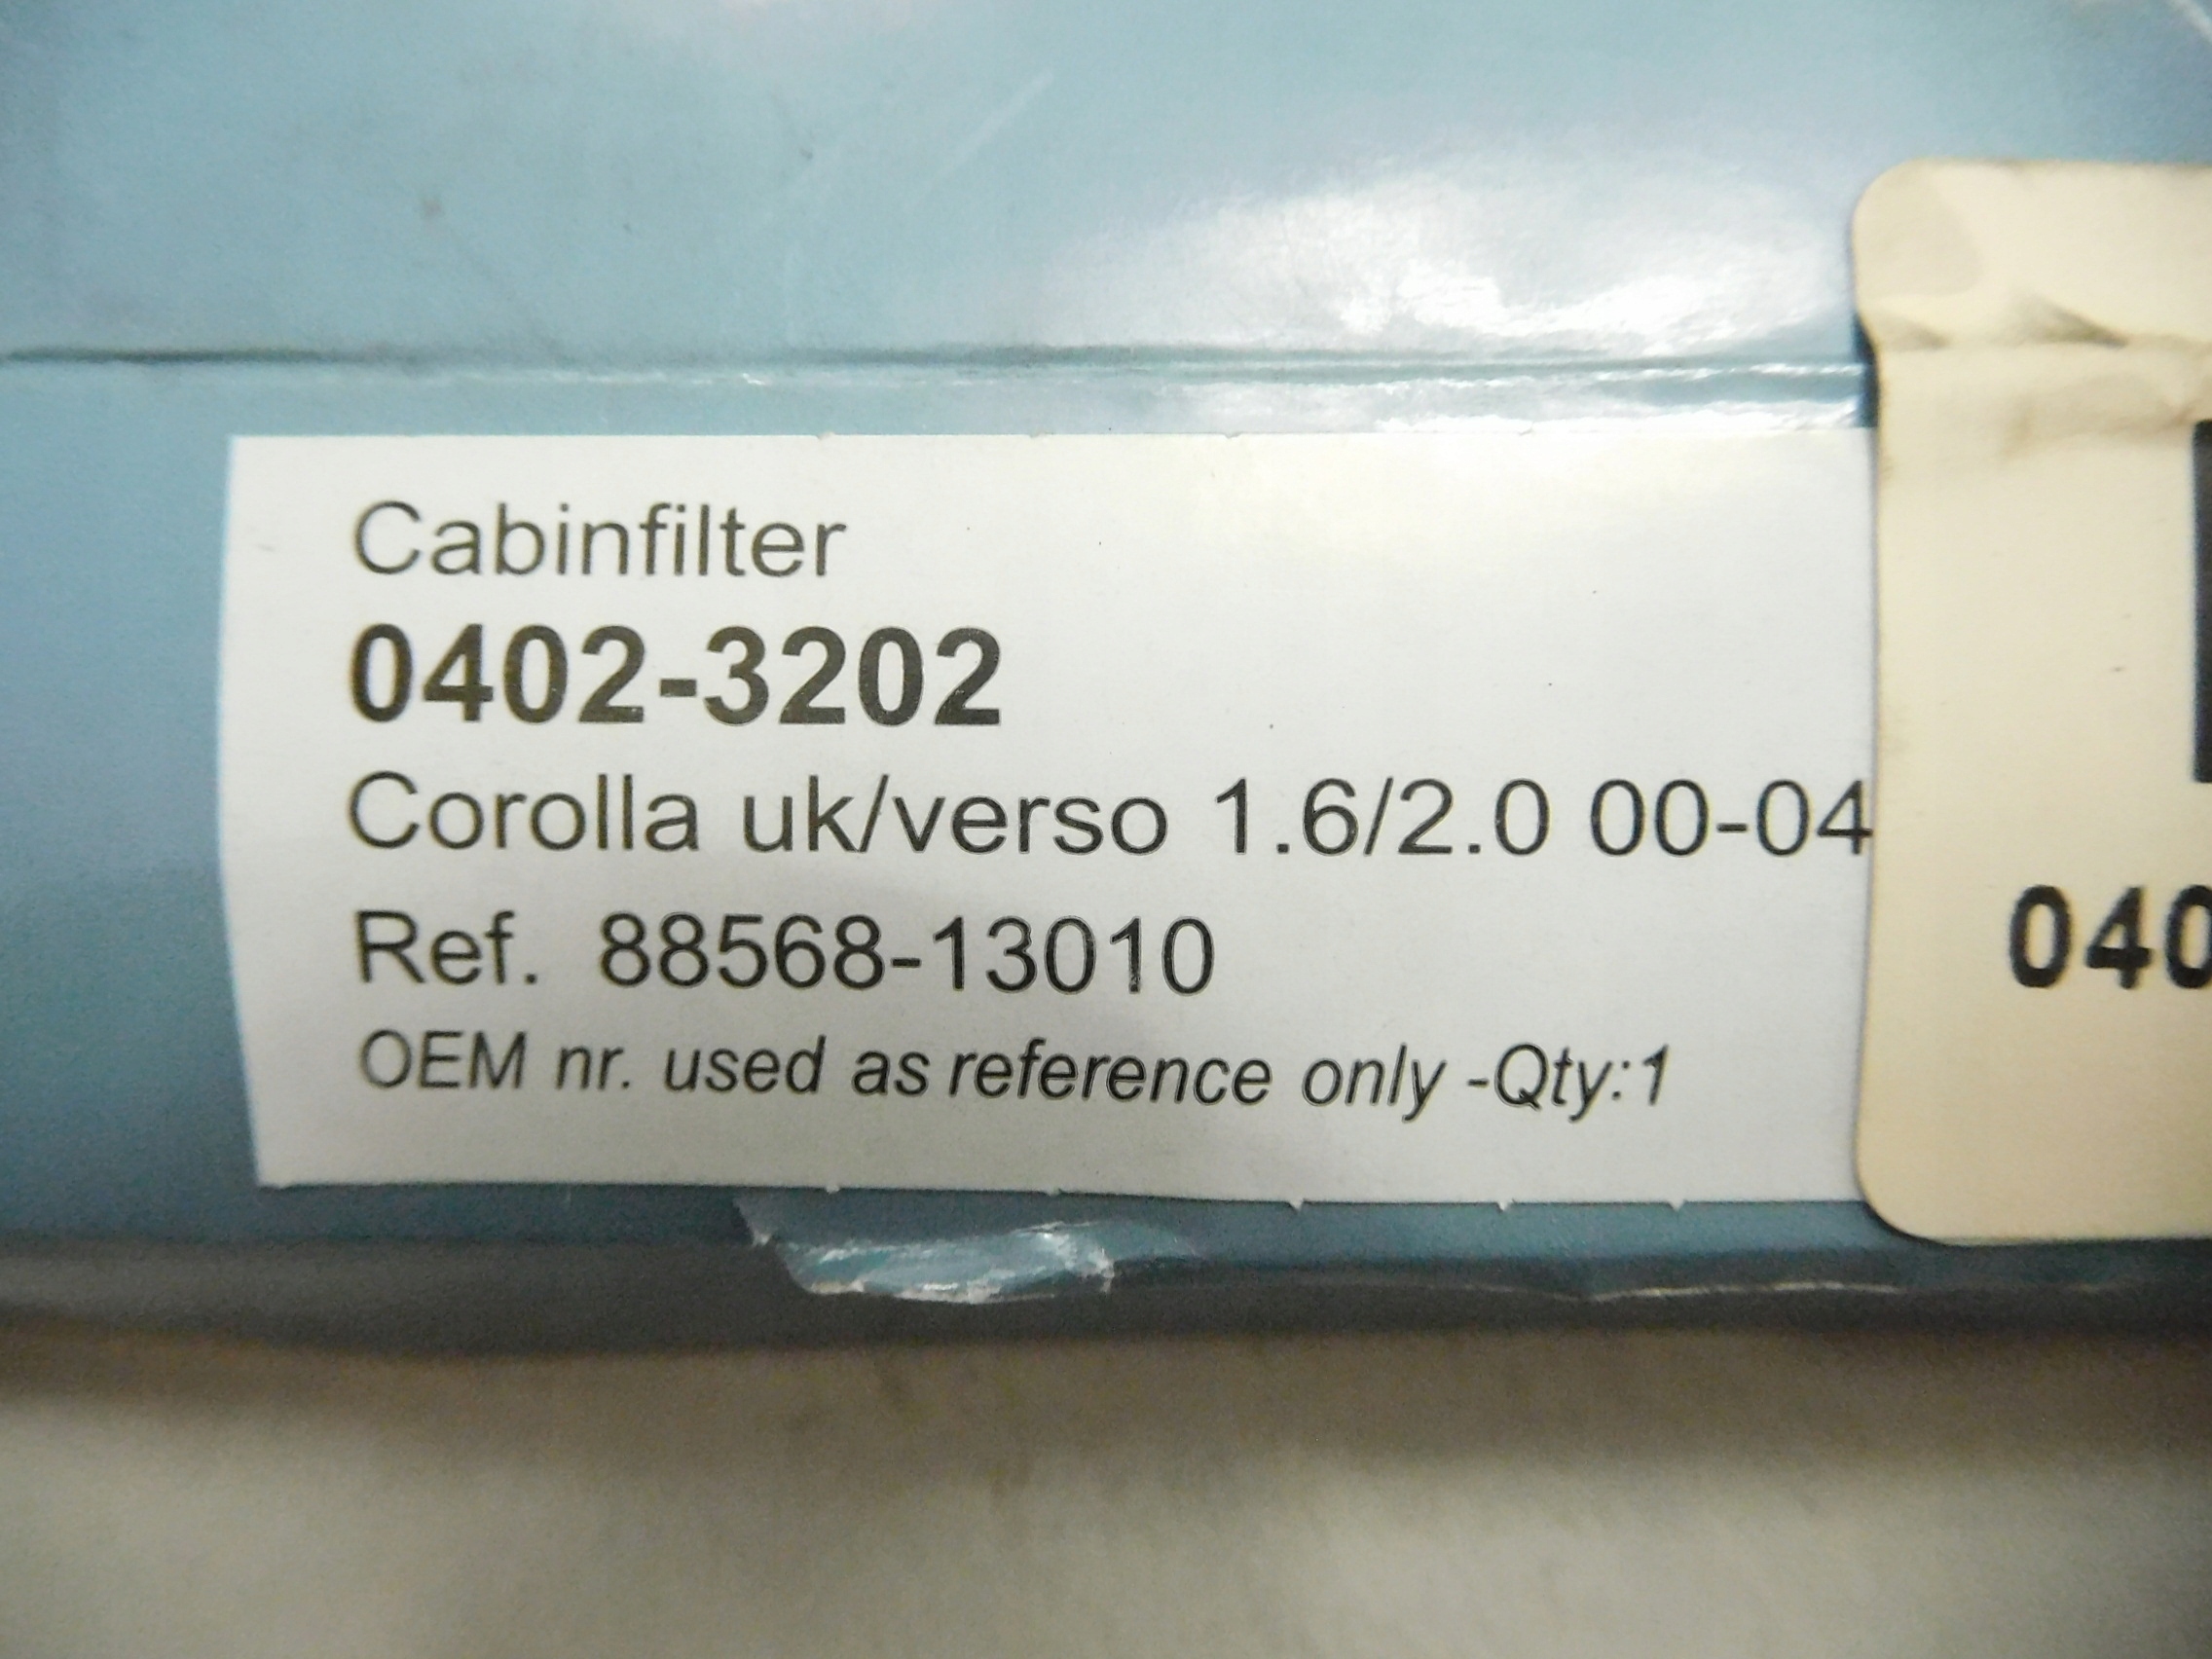 Cabinfilter
0402-3202
Corolla uk/verso 1.6/2.0 00-04
Ref. 88568-13010
OEM nr. used as reference only -Qty:1
040